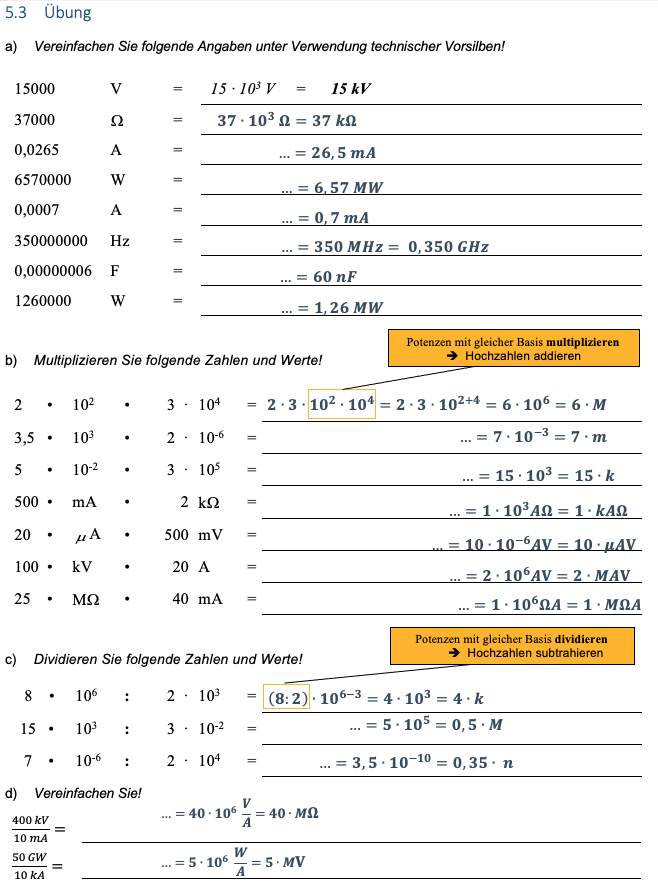 5.3 Übung
a) Vereinfachen Sie folgende Angaben unter Verwendung technischer Vorsilben!
15000 V = 15 · 10³ V = 15 kV
37000 Ω = 37 · 10³ Ω = 37 kΩ
0,0265 A = ... = 26,5 mA
6570000 W = ... = 6,57 MW
0,0007 A = ... = 0,7 mA
350000000 Hz = ... = 350 MHz = 0,350 GHz
0,00000006 F = ... = 60 nF
1260000 W = ... = 1,26 MW
Potenzen mit gleicher Basis multiplizieren
➔ Hochzahlen addieren
b) Multiplizieren Sie folgende Zahlen und Werte!
2 • 10² • 3 · 10⁴ = 2 · 3 · 10² · 10⁴ = 2 · 3 · 10²⁺⁴ = 6 · 10⁶ = 6 · M
3,5 • 10³ • 2 · 10⁻⁶ = ... = 7 · 10⁻³ = 7 · m
5 • 10⁻² • 3 · 10⁵ = ... = 15 · 10³ = 15 · k
500 • mA • 2 kΩ = ... = 1 · 10³AΩ = 1 · kAΩ
20 • μA • 500 mV = ... = 10 · 10⁻⁶AV = 10 · μAV
100 • kV • 20 A = ... = 2 · 10⁶AV = 2 · MAV
25 • MΩ • 40 mA = ... = 1 · 10⁶ΩA = 1 · MΩA
Potenzen mit gleicher Basis dividieren
➔ Hochzahlen subtrahieren
c) Dividieren Sie folgende Zahlen und Werte!
8 • 10⁶ : 2 · 10³ = (8:2) · 10⁶⁻³ = 4 · 10³ = 4 · k
15 • 10³ : 3 · 10⁻² = ... = 5 · 10⁵ = 0,5 · M
7 • 10⁻⁶ : 2 · 10⁴ = ... = 3,5 · 10⁻¹⁰ = 0,35 · n
d) Vereinfachen Sie!
400 kV / 10 mA = ... = 40 · 10⁶ V/A = 40 · MΩ
50 GW / 10 kA = ... = 5 · 10⁶ W/A = 5 · MV